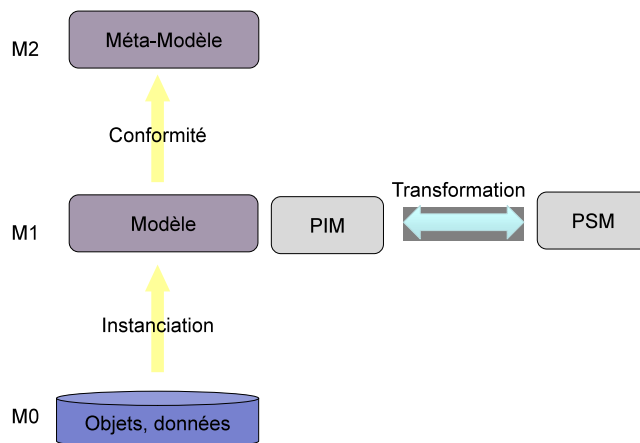 M2
Méta-Modèle
Conformité
Transformation
M1
Modèle
PIM
PSM
Instanciation
M0
Objets, données